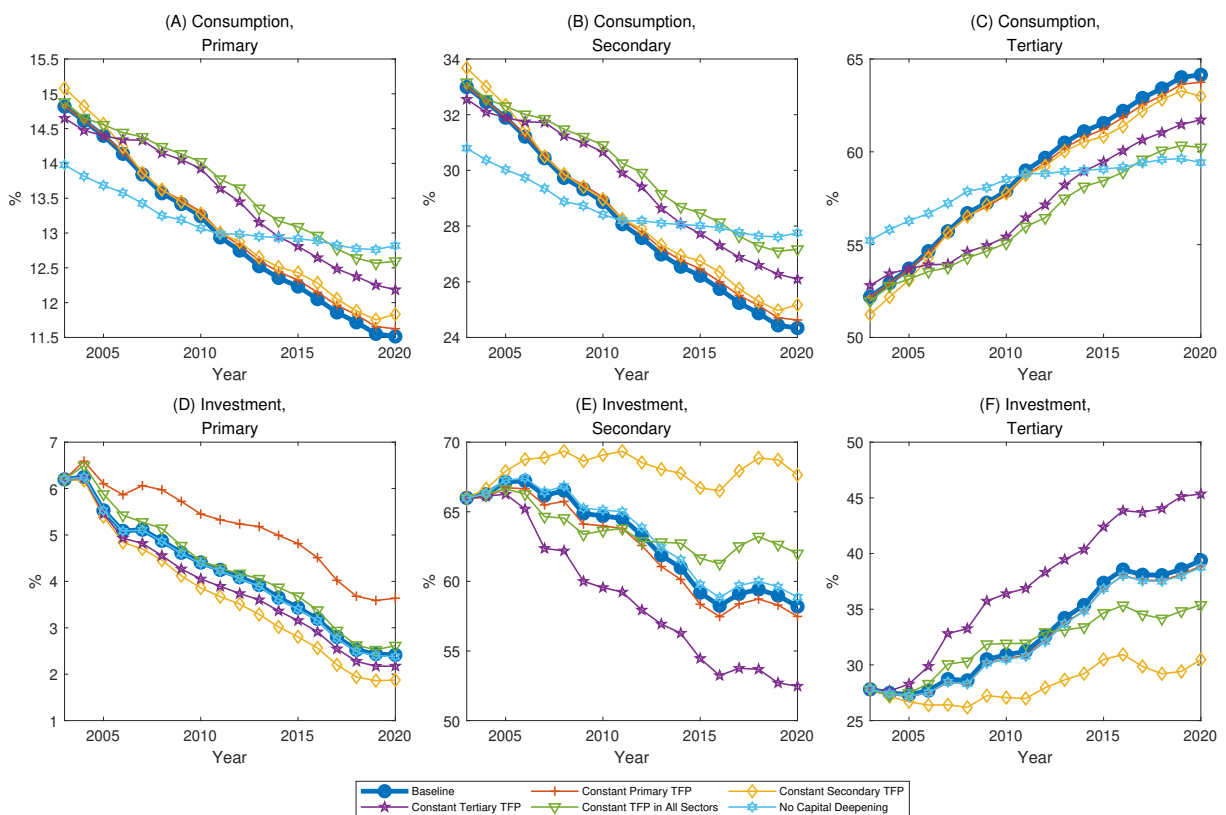 (A) Consumption,
Primary
15.5
15
14.5
14
13.5
13
12.5
12
11.5
%
2005
2010
2015
2020
Year
(B) Consumption,
Secondary
34
32
30
28
26
24
%
2005
2010
2015
2020
Year
(C) Consumption,
Tertiary
65
60
55
50
%
2005
2010
2015
2020
Year
(D) Investment,
Primary
7
6
5
4
3
2
1
%
2005
2010
2015
2020
Year
(E) Investment,
Secondary
70
65
60
55
50
%
2005
2010
2015
2020
Year
(F) Investment,
Tertiary
50
45
40
35
30
25
%
2005
2010
2015
2020
Year
Baseline
Constant Primary TFP
Constant Secondary TFP
Constant Tertiary TFP
Constant TFP in All Sectors
No Capital Deepening